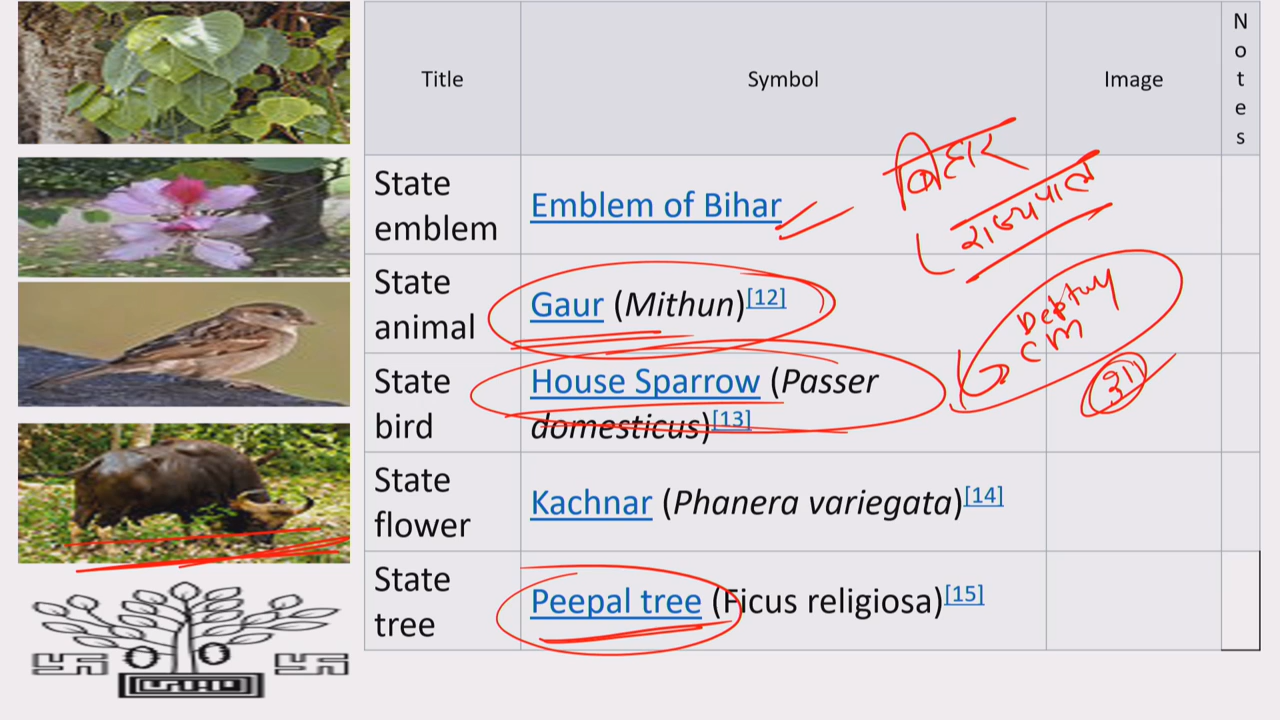 Title
Symbol
Image
Notes
State emblem
Emblem of Bihar
बिहार
राज्यपाल
State animal
Gaur (Mithun)[12]
Deptuy
CM
State bird
House Sparrow (Passer domesticus)[13]
State flower
Kachnar (Phanera variegata)[14]
State tree
Peepal tree (Ficus religiosa)[15]